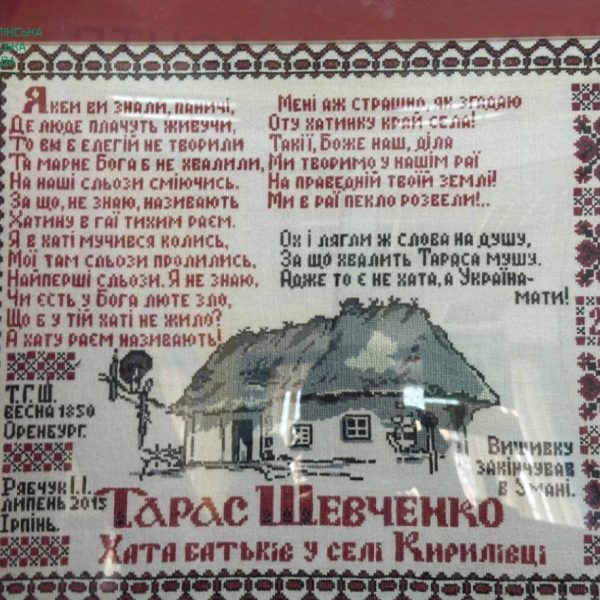 Якби ви знали, паничі,
Де люде плачуть живучи,
То ви б елегій не творили
Та марне Бога б не хвалили,
На наші сльози сміючись.
За що, не знаю, називають
Хатину в гаї тихим раєм.
Я в хаті мучився колись,
Мої там сльози пролились,
Найперші сльози. Я не знаю,
Чи єсть у Бога люте зло,
Що б у тій хаті не жило?
А хату раєм називають!
Мені аж страшно, як згадаю
Оту хатинку край села!
Такії, Боже наш, діла
Ми творимо у нашім раї
На праведній твоїй землі!
Ми в раї пекло розвели!..
Ох і лягли ж слова на душу,
За що хвалить Тараса мушу.
Адже то є не хата, а Україна-
мати!
Т.Г.Ш.
весна 1850
Оренбург.
Рябчук І.І.
липень 2015
Ірпінь.
Вишивку
закінчував
в Умані.
Тарас Шевченко
Хата батьків у селі Кирилівці